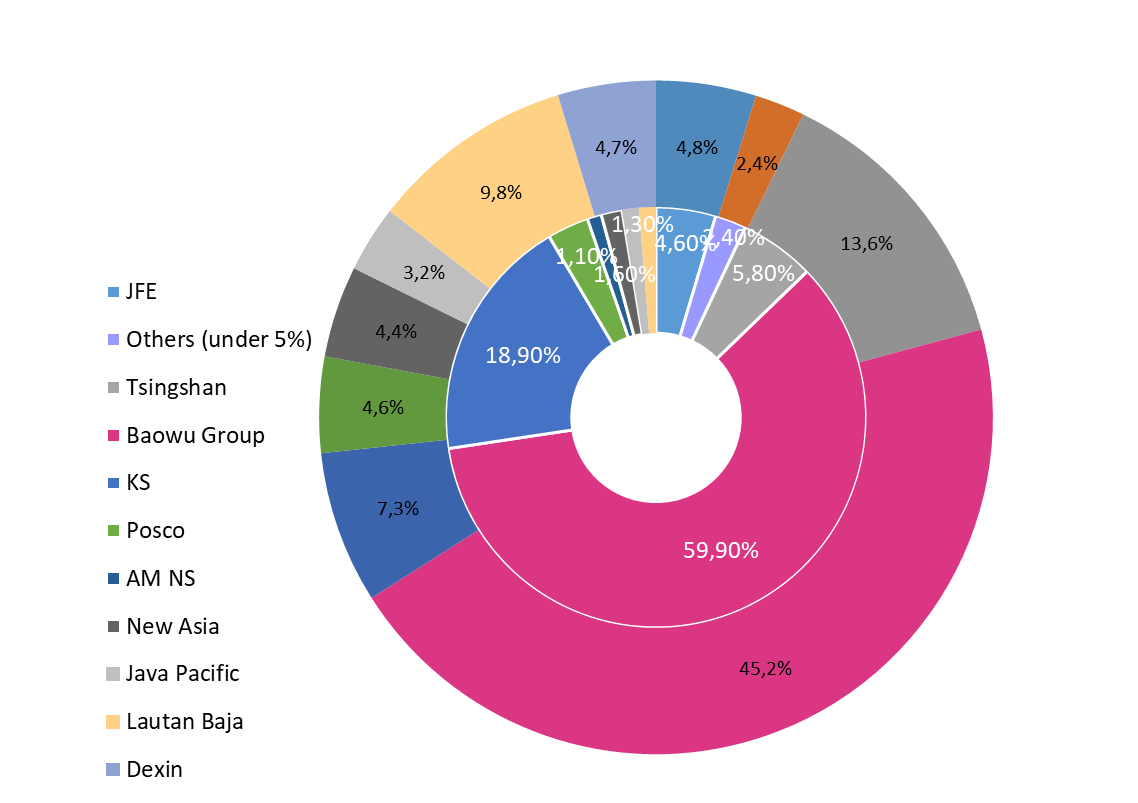 4,7%
4,8%
2,4%
9,8%
13,6%
3,2%
4,4%
4,6%
7,3%
45,2%
1,30%
4,60%
2,40%
1,10%
1,60%
5,80%
18,90%
59,90%
JFE
Others (under 5%)
Tsingshan
Baowu Group
KS
Posco
AM NS
New Asia
Java Pacific
Lautan Baja
Dexin